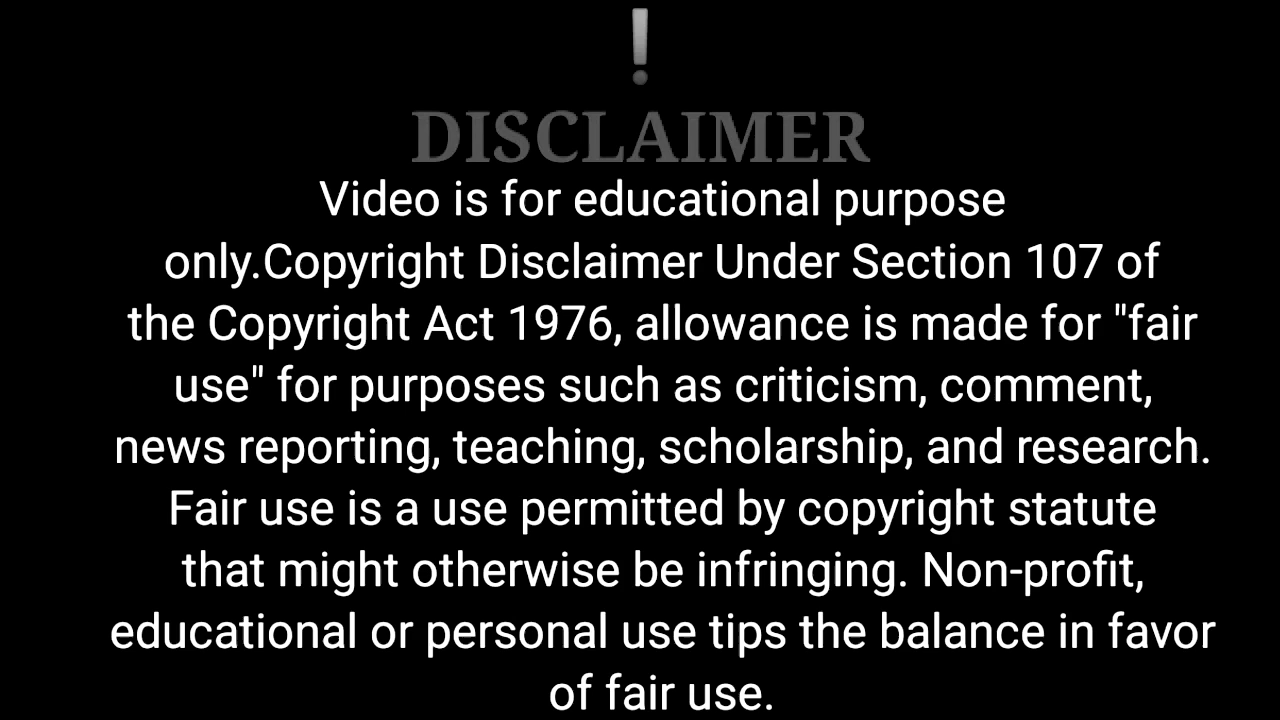 ❗
DISCLAIMER
Video is for educational purpose
only.Copyright Disclaimer Under Section 107 of
the Copyright Act 1976, allowance is made for "fair
use" for purposes such as criticism, comment,
news reporting, teaching, scholarship, and research.
Fair use is a use permitted by copyright statute
that might otherwise be infringing. Non-profit,
educational or personal use tips the balance in favor
of fair use.